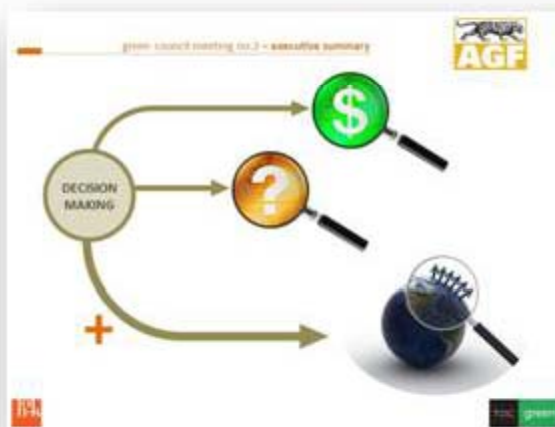 green council meeting no.2 – executive summary
AGF
$
DECISION
MAKING
?
+
green